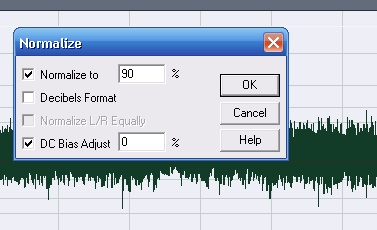 Normalize
Normalize to 90 %
Decibels Format
Normalize L/R Equally
DC Bias Adjust 0 %
OK
Cancel
Help